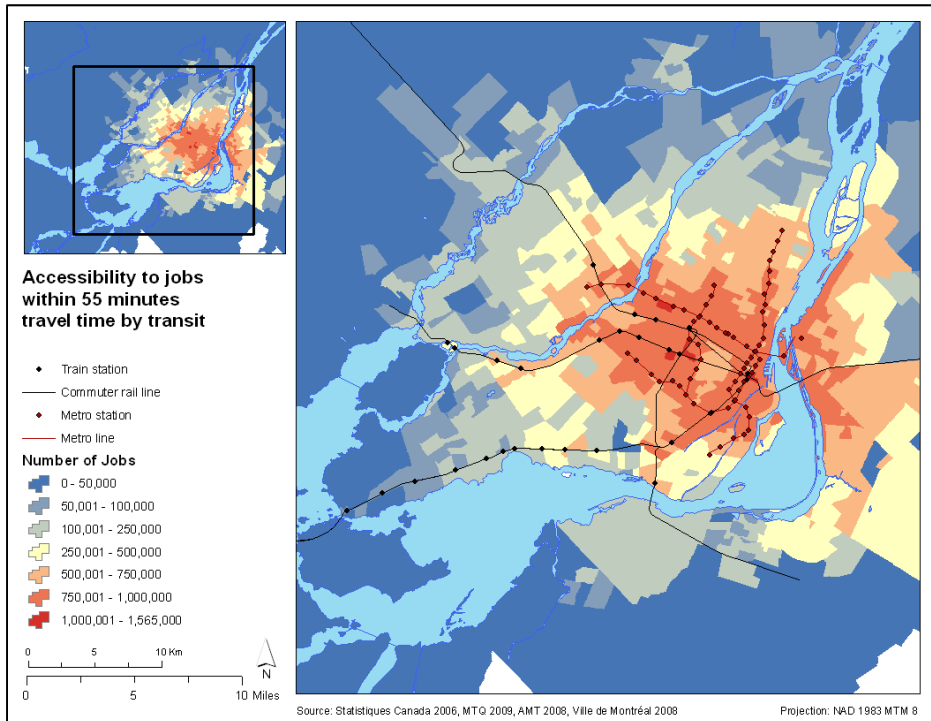 Accessibility to jobs
within 55 minutes
travel time by transit
Train station
Commuter rail line
Metro station
Metro line
Number of Jobs
0 - 50,000
50,001 - 100,000
100,001 - 250,000
250,001 - 500,000
500,001 - 750,000
750,001 - 1,000,000
1,000,001 - 1,565,000
0 5 10 Km
N
0 5 10 Miles
Source: Statistiques Canada 2006, MTQ 2009, AMT 2008, Ville de Montréal 2008
Projection: NAD 1983 MTM 8